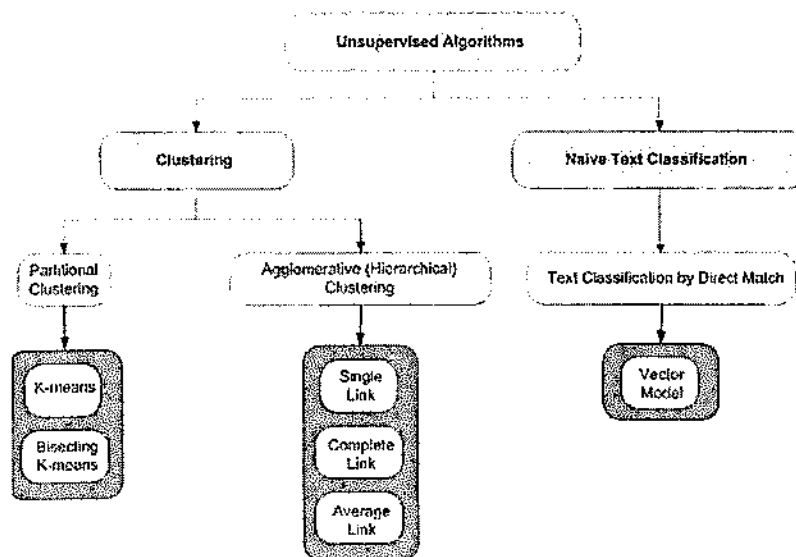 Unsupervised Algorithms
Clustering
Naive Text Classification
Partitional
Clustering
Agglomerative (Hierarchical)
Clustering
Text Classification by Direct Match
K-means
Bisecting
K-means
Single
Link
Complete
Link
Average
Link
Vector
Model